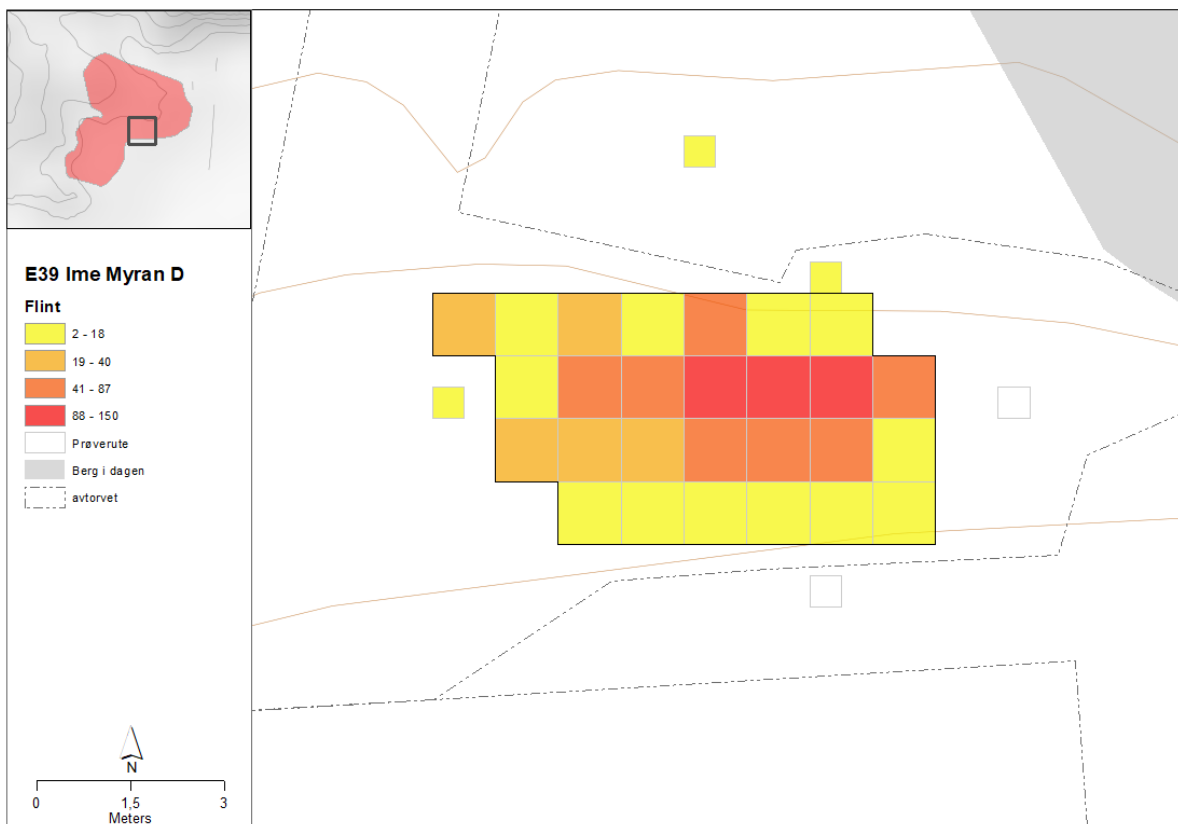 E39 Ime Myran D
Flint
2 - 18
19 - 40
41 - 87
88 - 150
Prøverute
Berg i dagen
avtorvet
N
0 1,5 3
Meters